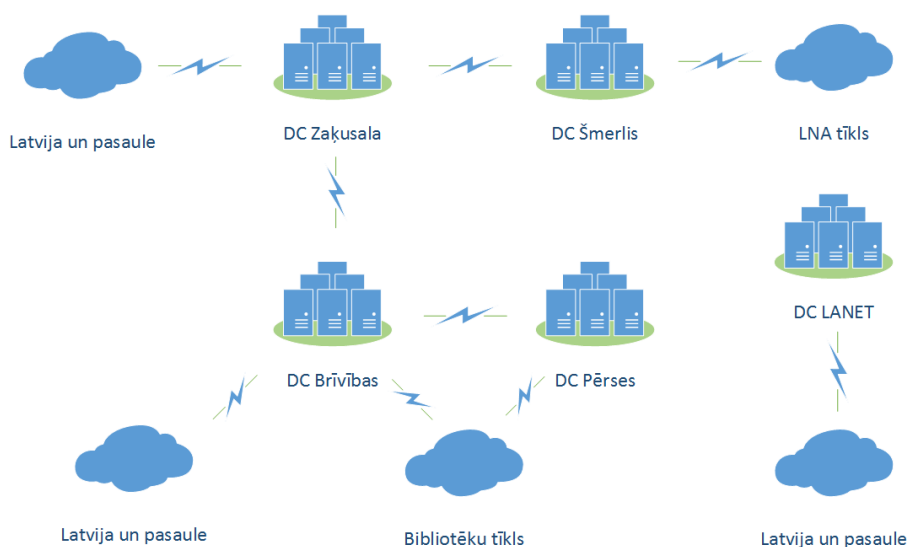 Latvija un pasaule
DC Zaķusala
DC Šmerlis
LNA tīkls
DC LANET
DC Brīvības
DC Pērses
Latvija un pasaule
Bibliotēku tīkls
Latvija un pasaule